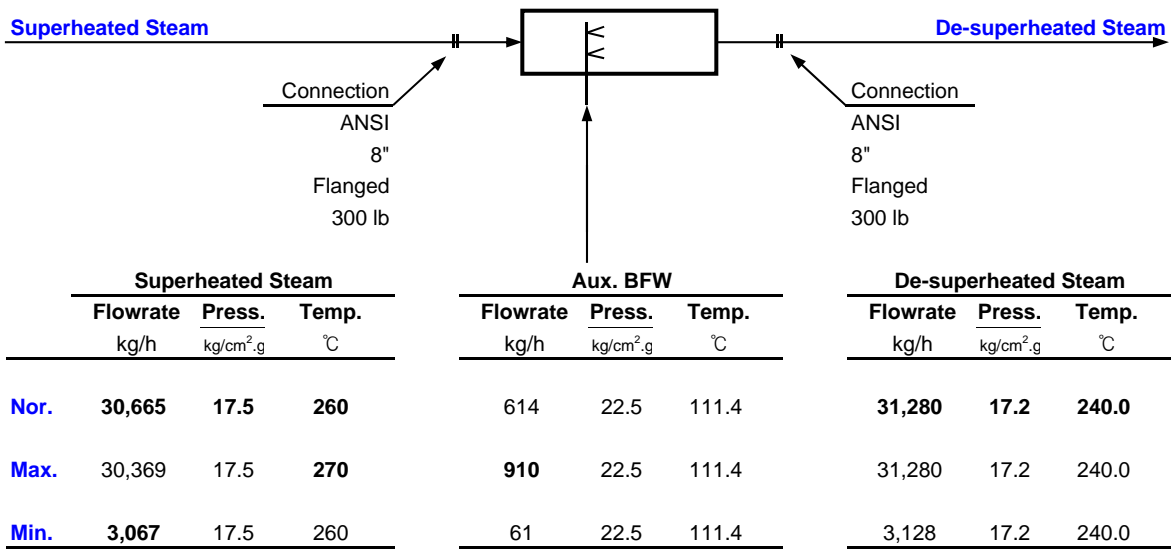 Superheated Steam De-superheated Steam
Connection Connection
ANSI ANSI
8" 8"
Flanged Flanged
300 lb 300 lb
Superheated Steam Aux. BFW De-superheated Steam
Flowrate Press. Temp. Flowrate Press. Temp. Flowrate Press. Temp.
kg/h kg/cm².g ℃ kg/h kg/cm².g ℃ kg/h kg/cm².g ℃
Nor. 30,665 17.5 260 614 22.5 111.4 31,280 17.2 240.0
Max. 30,369 17.5 270 910 22.5 111.4 31,280 17.2 240.0
Min. 3,067 17.5 260 61 22.5 111.4 3,128 17.2 240.0